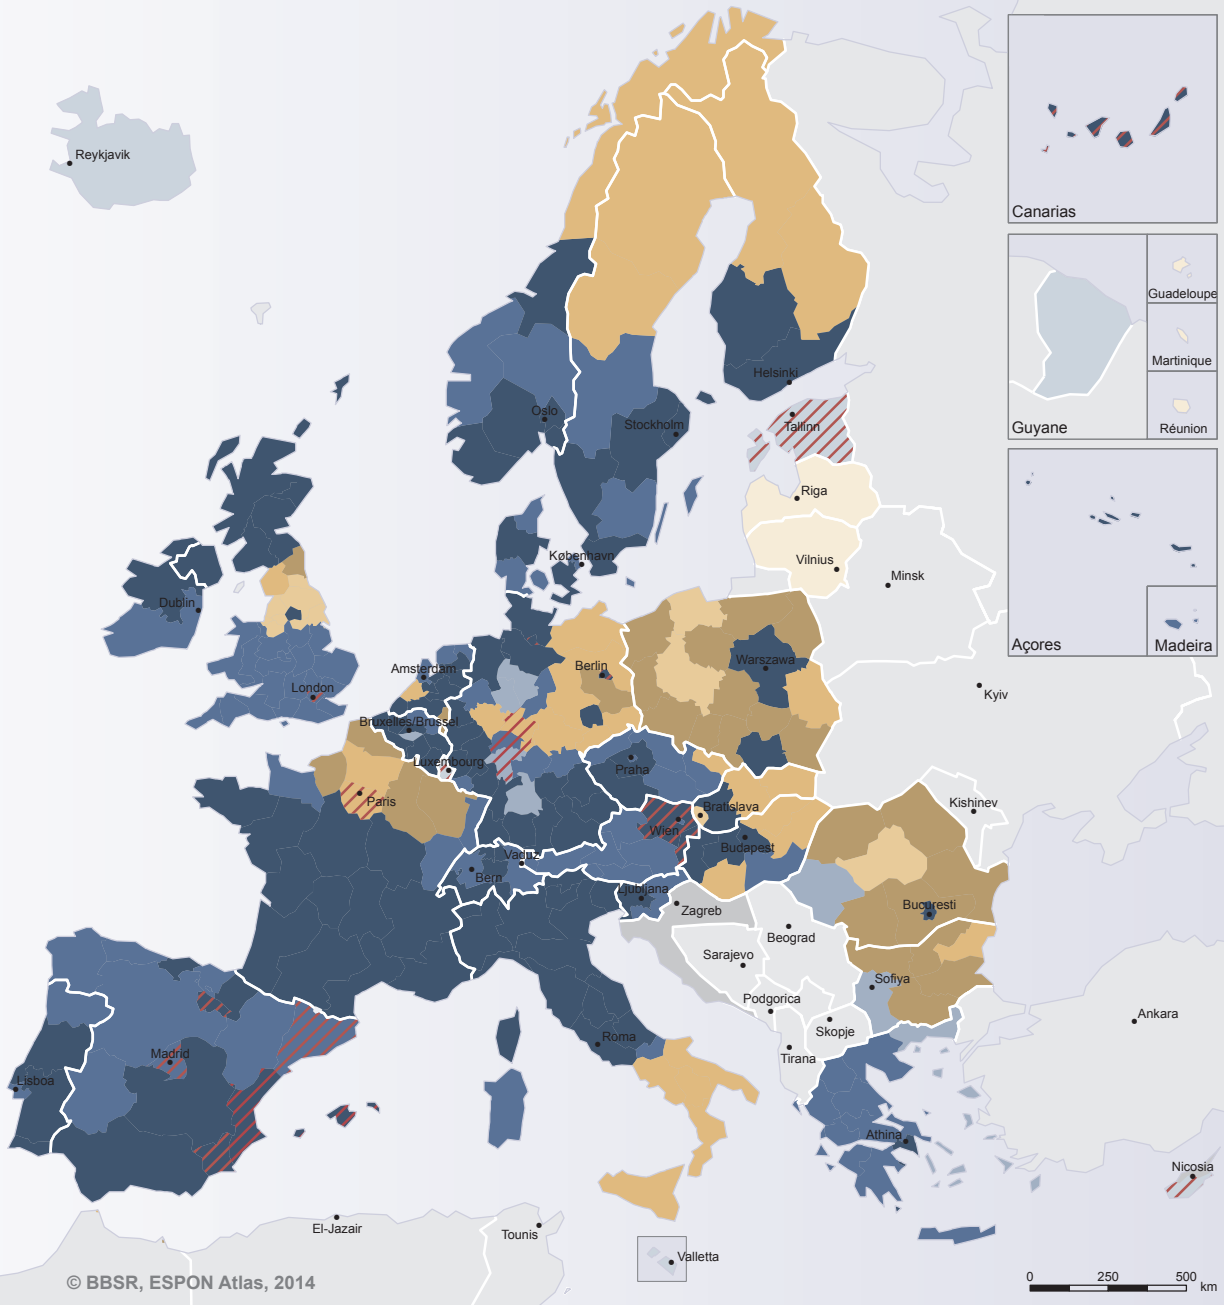 Reykjavik
Canarias
Guadeloupe
Martinique
Guyane
Réunion
Helsinki
Oslo
Stockholm
Tallinn
Riga
København
Vilnius
Minsk
Dublin
Açores
Madeira
Amsterdam
Berlin
Warszawa
London
Kyiv
Bruxelles/Brussel
Luxembourg
Praha
Paris
Kishinev
Bratislava
Wien
Budapest
Vaduz
Bern
Ljubljana
Zagreb
Bucuresti
Beograd
Sarajevo
Sofiya
Podgorica
Skopje
Ankara
Roma
Madrid
Tirana
Lisboa
Athina
Nicosia
El-Jazair
Tounis
Valletta
© BBSR, ESPON Atlas, 2014
0 250 500
km